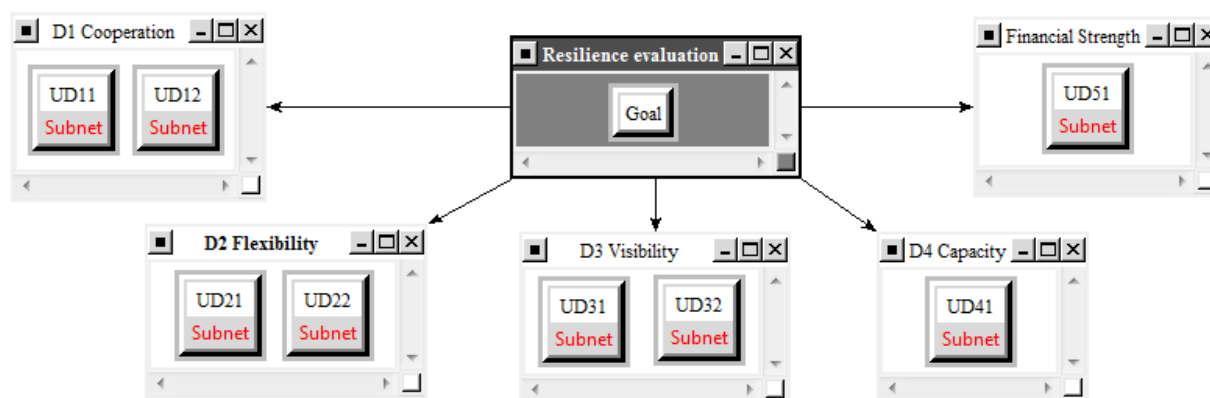 D1 Cooperation
UD11 UD12
Subnet Subnet
Resilience evaluation
Goal
Financial Strength
UD51
Subnet
D2 Flexibility
UD21 UD22
Subnet Subnet
D3 Visibility
UD31 UD32
Subnet Subnet
D4 Capacity
UD41
Subnet